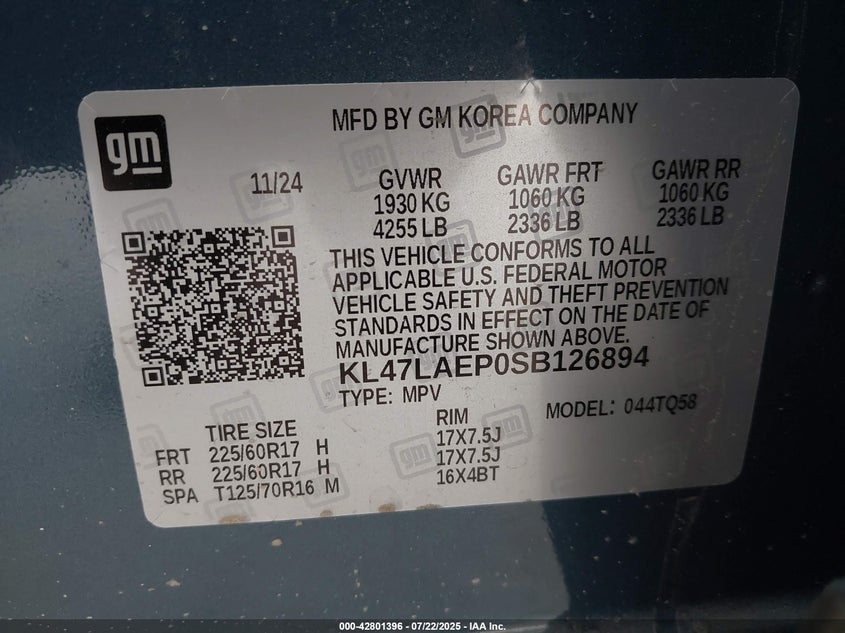 gm
MFD BY GM KOREA COMPANY
11/24
GVWR
1930 KG
4255 LB
GAWR FRT
1060 KG
2336 LB
GAWR RR
1060 KG
2336 LB
THIS VEHICLE CONFORMS TO ALL
APPLICABLE U.S. FEDERAL MOTOR
VEHICLE SAFETY AND THEFT PREVENTION
STANDARDS IN EFFECT ON THE DATE OF
MANUFACTURE SHOWN ABOVE.
KL47LAEP0SB126894
TYPE: MPV
MODEL: 044TQ58
TIRE SIZE RIM
FRT 225/60R17 H 17X7.5J
RR 225/60R17 H 17X7.5J
SPA T125/70R16 M 16X4BT
000-42801396 - 07/22/2025 - IAA Inc.